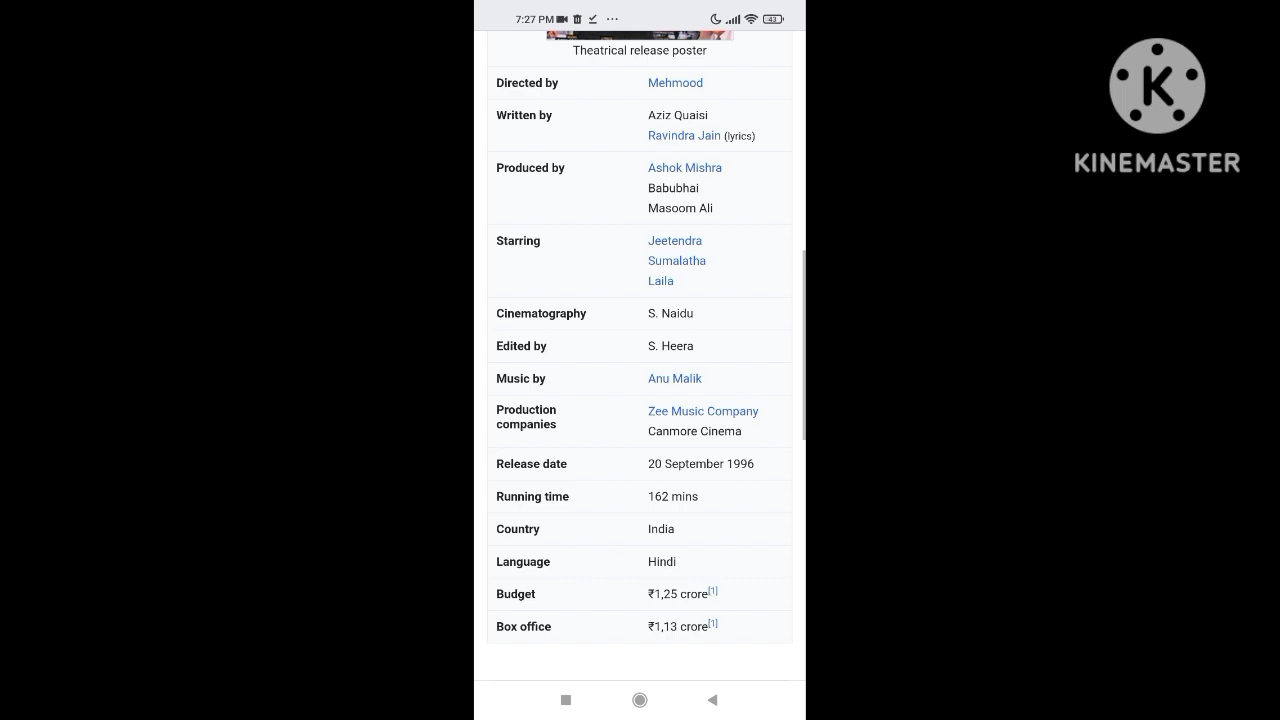 7:27 PM
43
Theatrical release poster
Directed by Mehmood
Written by Aziz Quaisi
Ravindra Jain (lyrics)
Produced by Ashok Mishra
Babubhai
Masoom Ali
Starring Jeetendra
Sumalatha
Laila
Cinematography S. Naidu
Edited by S. Heera
Music by Anu Malik
Production companies Zee Music Company
Canmore Cinema
Release date 20 September 1996
Running time 162 mins
Country India
Language Hindi
Budget ₹1,25 crore[1]
Box office ₹1,13 crore[1]
K
KINEMASTER